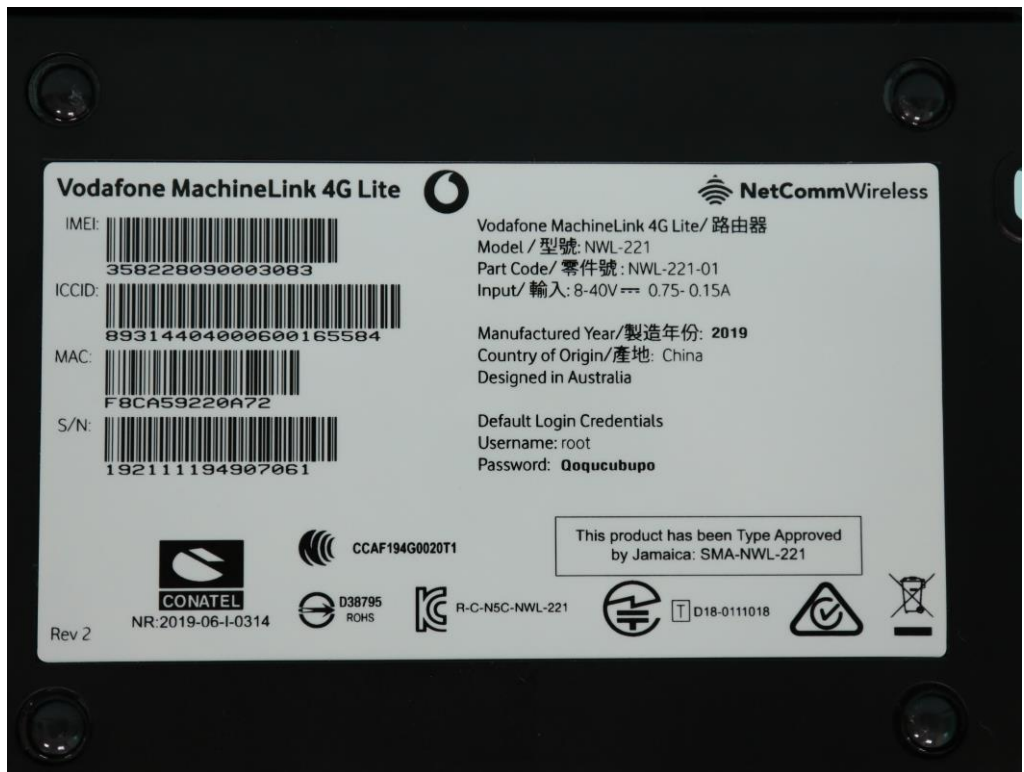 Vodafone MachineLink 4G Lite
NetCommWireless
IMEI:
358228090003083
ICCID:
8931440400060016558​4
MAC:
F8CA59220A72
S/N:
192111194907061
Vodafone MachineLink 4G Lite/ 路由器
Model / 型號: NWL-221
Part Code/ 零件號 : NWL-221-01
Input/ 輸入: 8-40V ⎓ 0.75- 0.15A
Manufactured Year/製造年份: 2019
Country of Origin/產地: China
Designed in Australia
Default Login Credentials
Username: root
Password: Qoqucubupo
This product has been Type Approved
by Jamaica: SMA-NWL-221
CCAF194G0020T1
CONATEL
NR:2019-06-I-0314
D38795
ROHS
R-C-N5C-NWL-221
T D18-0111018
Rev 2